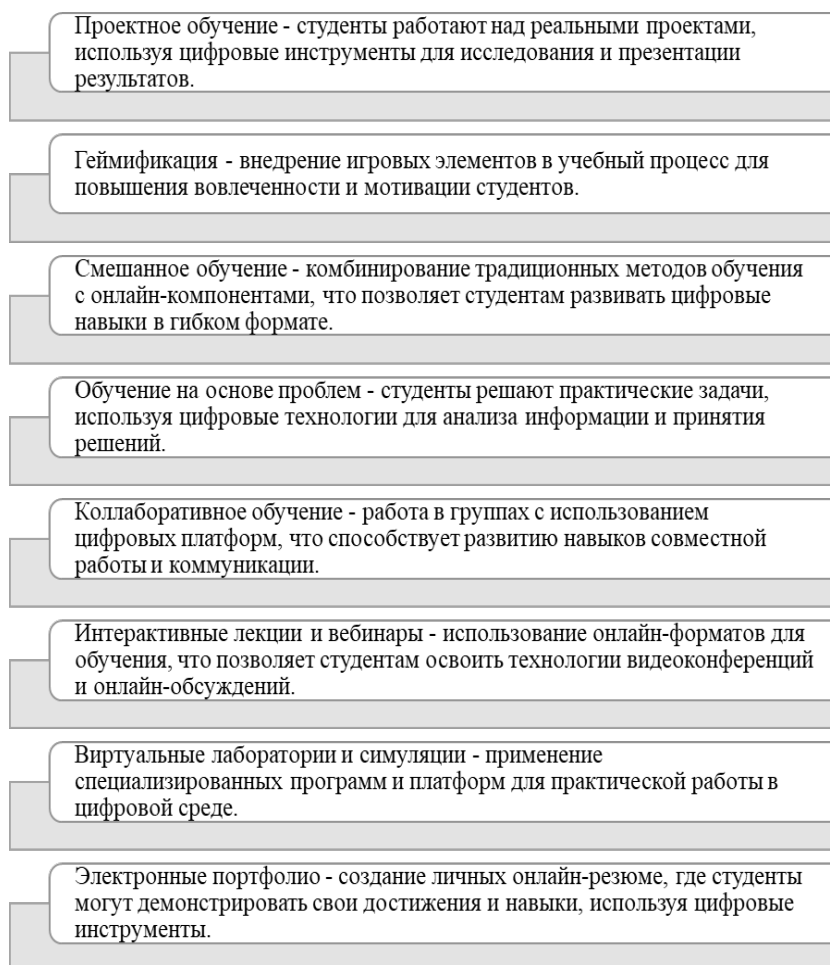 Проектное обучение - студенты работают над реальными проектами,
используя цифровые инструменты для исследования и презентации
результатов.
Геймификация - внедрение игровых элементов в учебный процесс для
повышения вовлеченности и мотивации студентов.
Смешанное обучение - комбинирование традиционных методов обучения
с онлайн-компонентами, что позволяет студентам развивать цифровые
навыки в гибком формате.
Обучение на основе проблем - студенты решают практические задачи,
используя цифровые технологии для анализа информации и принятия
решений.
Коллаборативное обучение - работа в группах с использованием
цифровых платформ, что способствует развитию навыков совместной
работы и коммуникации.
Интерактивные лекции и вебинары - использование онлайн-форматов для
обучения, что позволяет студентам освоить технологии видеоконференций
и онлайн-обсуждений.
Виртуальные лаборатории и симуляции - применение
специализированных программ и платформ для практической работы в
цифровой среде.
Электронные портфолио - создание личных онлайн-резюме, где студенты
могут демонстрировать свои достижения и навыки, используя цифровые
инструменты.